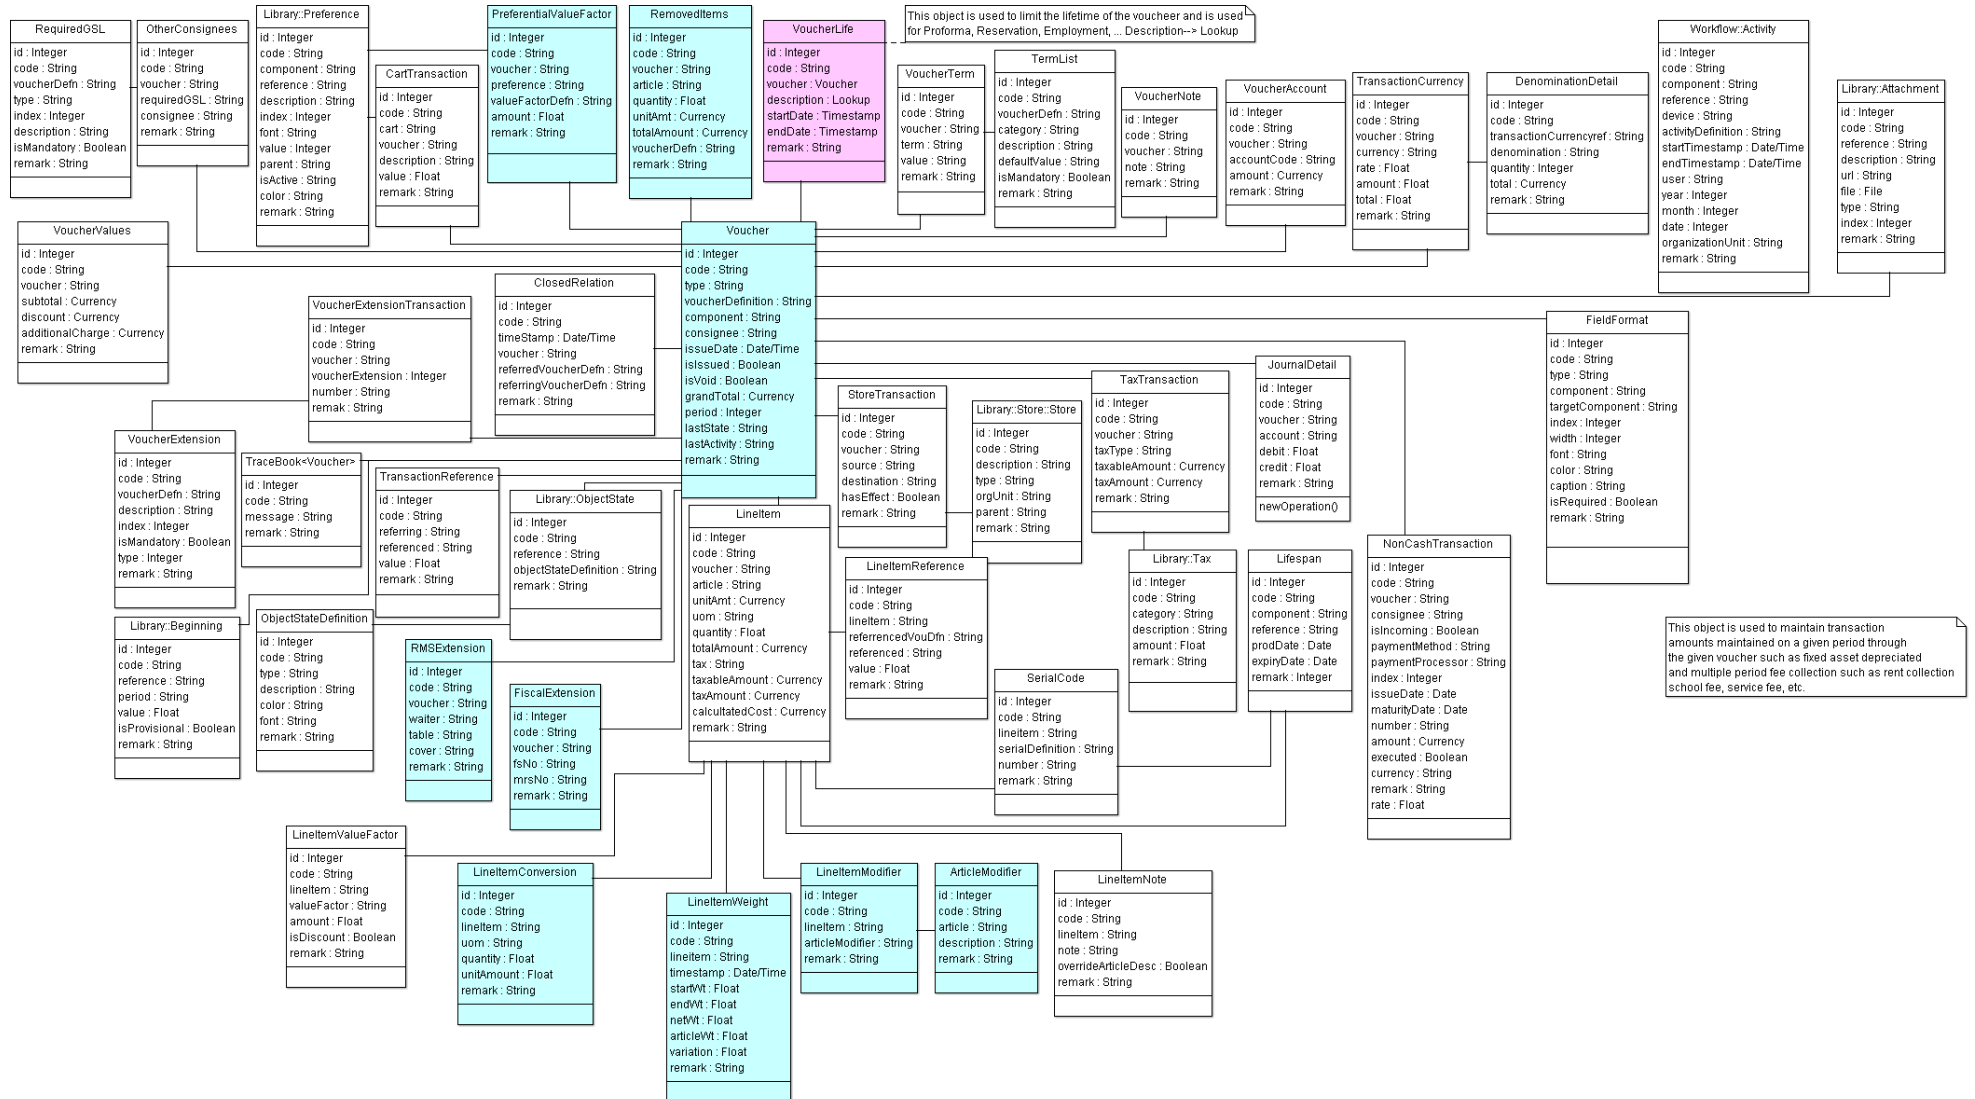 RequiredGSL
id : Integer
code : String
voucherDefn : String
type : String
index : Integer
description : String
isMandatory : Boolean
remark : String
OtherConsignees
id : Integer
code : String
voucher : String
requiredGSL : String
consignee : String
remark : String
Library::Preference
id : Integer
code : String
component : String
reference : String
description : String
index : Integer
font : String
value : Integer
parent : String
isActive : String
color : String
remark : String
CartTransaction
id : Integer
code : String
cart : String
voucher : String
description : String
value : Float
remark : String
PreferentialValueFactor
id : Integer
code : String
voucher : String
preference : String
valueFactorDefn : String
amount : Float
remark : String
RemovedItems
id : Integer
code : String
voucher : String
article : String
quantity : Float
unitAmt : Currency
totalAmount : Currency
voucherDefn : String
remark : String
VoucherLife
id : Integer
code : String
voucher : Voucher
description : Lookup
startDate : Timestamp
endDate : Timestamp
remark : String
This object is used to limit the lifetime of the voucheer and is used
for Proforma, Reservation, Employment, ... Description--> Lookup
VoucherTerm
id : Integer
code : String
voucher : String
term : String
value : String
remark : String
TermList
id : Integer
code : String
voucherDefn : String
category : String
description : String
defaultValue : String
isMandatory : Boolean
remark : String
VoucherNote
id : Integer
code : String
voucher : String
note : String
remark : String
VoucherAccount
id : Integer
code : String
voucher : String
accountCode : String
amount : Currency
remark : String
TransactionCurrency
id : Integer
code : String
voucher : String
currency : String
rate : Float
amount : Float
total : Float
remark : String
DenominationDetail
id : Integer
code : String
transactionCurrencyref : String
denomination : String
quantity : Integer
total : Currency
remark : String
Workflow::Activity
id : Integer
code : String
component : String
reference : String
device : String
activityDefinition : String
startTimestamp : Date/Time
endTimestamp : Date/Time
user : String
year : Integer
month : Integer
date : Integer
organizationUnit : String
remark : String
Library::Attachment
id : Integer
code : String
reference : String
description : String
url : String
file : File
type : String
index : Integer
remark : String
VoucherValues
id : Integer
code : String
voucher : String
subtotal : Currency
discount : Currency
additionalCharge : Currency
remark : String
VoucherExtensionTransaction
id : Integer
code : String
voucher : String
voucherExtension : Integer
number : String
remak : String
ClosedRelation
id : Integer
code : String
timeStamp : Date/Time
voucher : String
referredVoucherDefn : String
referringVoucherDefn : String
remark : String
Voucher
id : Integer
code : String
type : String
voucherDefinition : String
component : String
consignee : String
issueDate : Date/Time
isIssued : Boolean
isVoid : Boolean
grandTotal : Currency
period : Integer
lastState : String
lastActivity : String
remark : String
StoreTransaction
id : Integer
code : String
voucher : String
source : String
destination : String
hasEffect : Boolean
remark : String
Library::Store::Store
id : Integer
code : String
description : String
type : String
orgUnit : String
parent : String
remark : String
TaxTransaction
id : Integer
code : String
voucher : String
taxType : String
taxableAmount : Currency
taxAmount : Currency
remark : String
JournalDetail
id : Integer
code : String
voucher : String
account : String
debit : Float
credit : Float
remark : String
newOperation()
FieldFormat
id : Integer
code : String
type : String
component : String
targetComponent : String
index : Integer
width : Integer
font : String
color : String
caption : String
isRequired : Boolean
remark : String
VoucherExtension
id : Integer
code : String
voucherDefn : String
description : String
index : Integer
isMandatory : Boolean
type : Integer
remark : String
TraceBook<Voucher>
id : Integer
code : String
message : String
remark : String
TransactionReference
id : Integer
code : String
referring : String
referenced : String
value : Float
remark : String
Library::ObjectState
id : Integer
code : String
reference : String
objectStateDefinition : String
remark : String
LineItem
id : Integer
code : String
voucher : String
article : String
unitAmt : Currency
uom : String
quantity : Float
totalAmount : Currency
tax : String
taxableAmount : Currency
taxAmount : Currency
calcultatedCost : Currency
remark : String
LineItemReference
id : Integer
code : String
lineItem : String
referrencedVouDfn : String
referenced : String
value : Float
remark : String
Library::Tax
id : Integer
code : String
category : String
description : String
amount : Float
remark : String
Lifespan
id : Integer
code : String
component : String
reference : String
prodDate : Date
expiryDate : Date
remark : Integer
NonCashTransaction
id : Integer
code : String
voucher : String
consignee : String
isIncoming : Boolean
paymentMethod : String
paymentProcessor : String
index : Integer
issueDate : Date
maturityDate : Date
number : String
amount : Currency
executed : Boolean
currency : String
remark : String
rate : Float
This object is used to maintain transaction
amounts maintained on a given period through
the given voucher such as fixed asset depreciated
and multiple period fee collection such as rent collection
school fee, service fee, etc.
Library::Beginning
id : Integer
code : String
reference : String
period : String
value : Float
isProvisional : Boolean
remark : String
ObjectStateDefinition
id : Integer
code : String
type : String
description : String
color : String
font : String
remark : String
RMSExtension
id : Integer
code : String
voucher : String
waiter : String
table : String
cover : String
remark : String
FiscalExtension
id : Integer
code : String
voucher : String
fsNo : String
mrsNo : String
remark : String
SerialCode
id : Integer
code : String
lineitem : String
serialDefinition : String
number : String
remark : String
LineItemValueFactor
id : Integer
code : String
lineItem : String
valueFactor : String
amount : Float
isDiscount : Boolean
remark : String
LineItemConversion
id : Integer
code : String
lineItem : String
uom : String
quantity : Float
unitAmount : Float
remark : String
LineItemWeight
id : Integer
code : String
lineitem : String
timestamp : Date/Time
startWt : Float
endWt : Float
netWt : Float
articleWt : Float
variation : Float
remark : String
LineItemModifier
id : Integer
code : String
lineItem : String
articleModifier : String
remark : String
ArticleModifier
id : Integer
code : String
article : String
description : String
remark : String
LineItemNote
id : Integer
code : String
lineItem : String
note : String
overrideArticleDesc : Boolean
remark : String